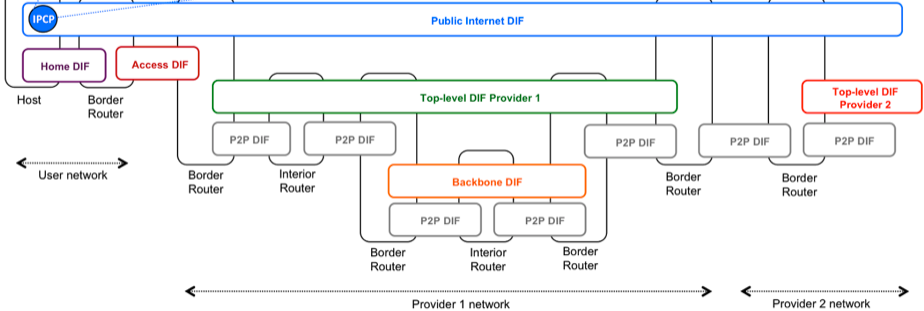 IPCP
Public Internet DIF
Home DIF
Access DIF
Top-level DIF Provider 1
Top-level DIF
Provider 2
Host
Border
Router
P2P DIF
P2P DIF
P2P DIF
P2P DIF
P2P DIF
User network
Border
Router
Interior
Router
Backbone DIF
Border
Router
Border
Router
P2P DIF
P2P DIF
Border
Router
Interior
Router
Border
Router
Provider 1 network
Provider 2 network